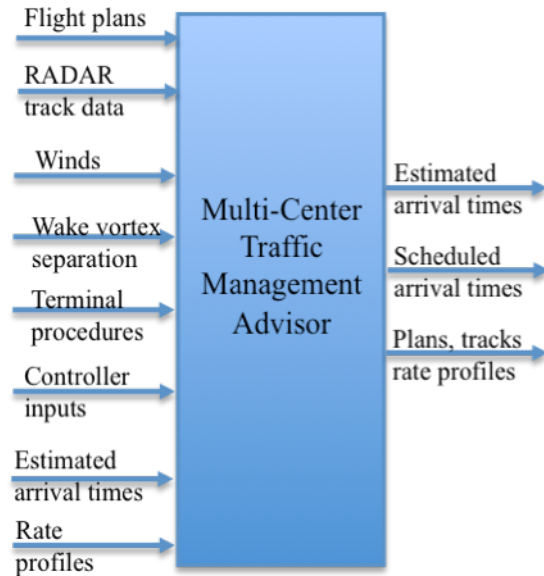 Flight plans
RADAR
track data
Winds
Wake vortex
separation
Terminal
procedures
Controller
inputs
Estimated
arrival times
Rate
profiles
Multi-Center
Traffic
Management
Advisor
Estimated
arrival times
Scheduled
arrival times
Plans, tracks
rate profiles